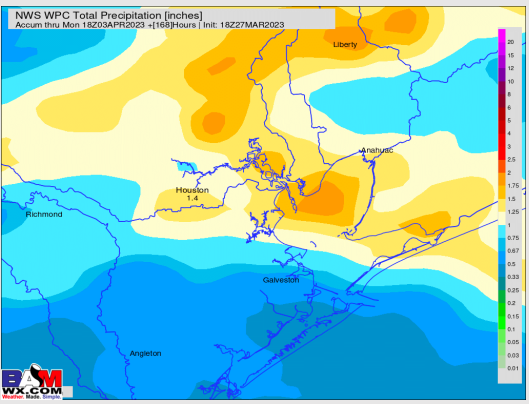 NWS WPC Total Precipitation [inches]
Accum thru Mon 18Z03APR2023 +[168]Hours | Init: 18Z27MAR2023
Liberty
Anahuac
Houston
1.4
Richmond
Galveston
Angleton
20
15
12
10
8
6
5
4
3
2.5
2
1.75
1.5
1.25
1
0.75
0.67
0.5
0.38
0.25
0.2
0.15
0.1
0.05
0.03
0.01
BAM
WX.COM
Weather. Made. Simple.